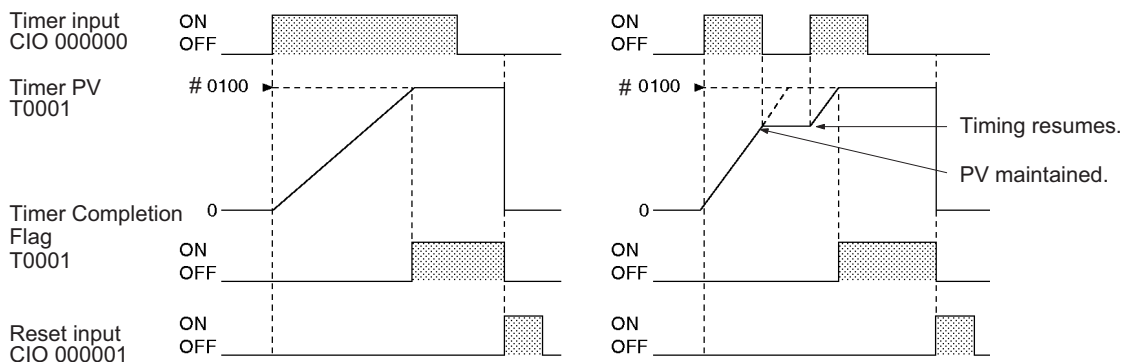 Timer input
CIO 000000
ON
OFF
ON
OFF
Timer PV
T0001
# 0100
# 0100
Timing resumes.
PV maintained.
0
0
Timer Completion
Flag
T0001
ON
OFF
ON
OFF
Reset input
CIO 000001
ON
OFF
ON
OFF